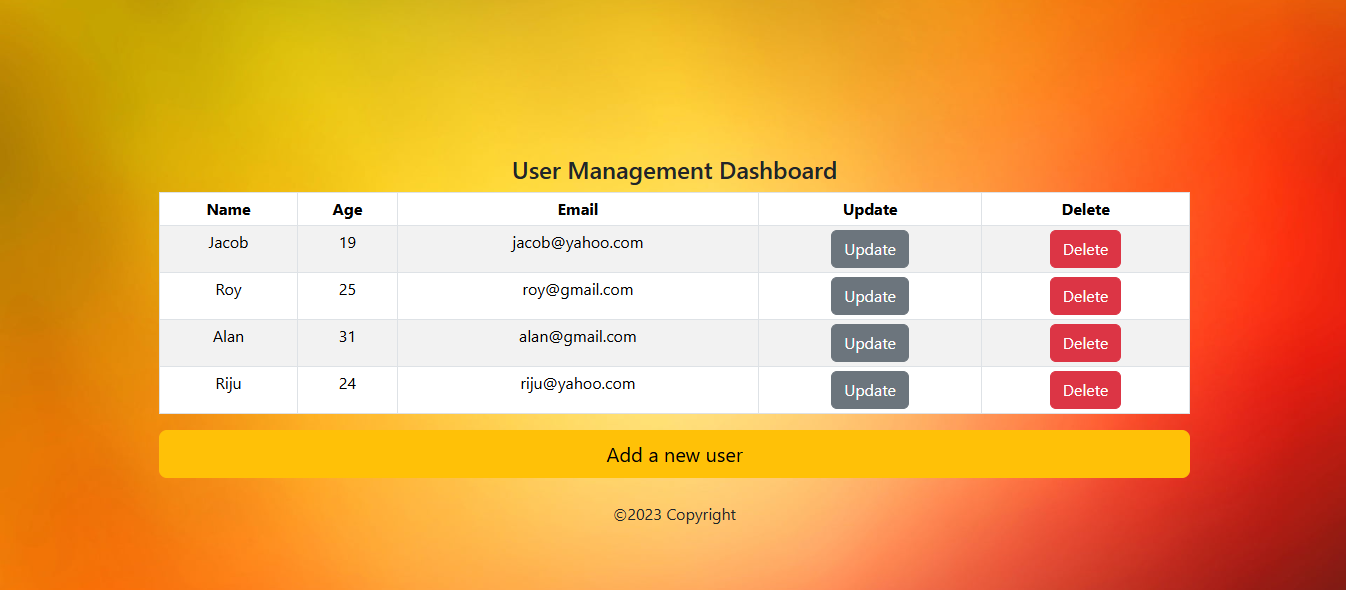 User Management Dashboard
Name Age Email Update Delete
Jacob 19 jacob@yahoo.com Update Delete
Roy 25 roy@gmail.com Update Delete
Alan 31 alan@gmail.com Update Delete
Riju 24 riju@yahoo.com Update Delete
Add a new user
©2023 Copyright